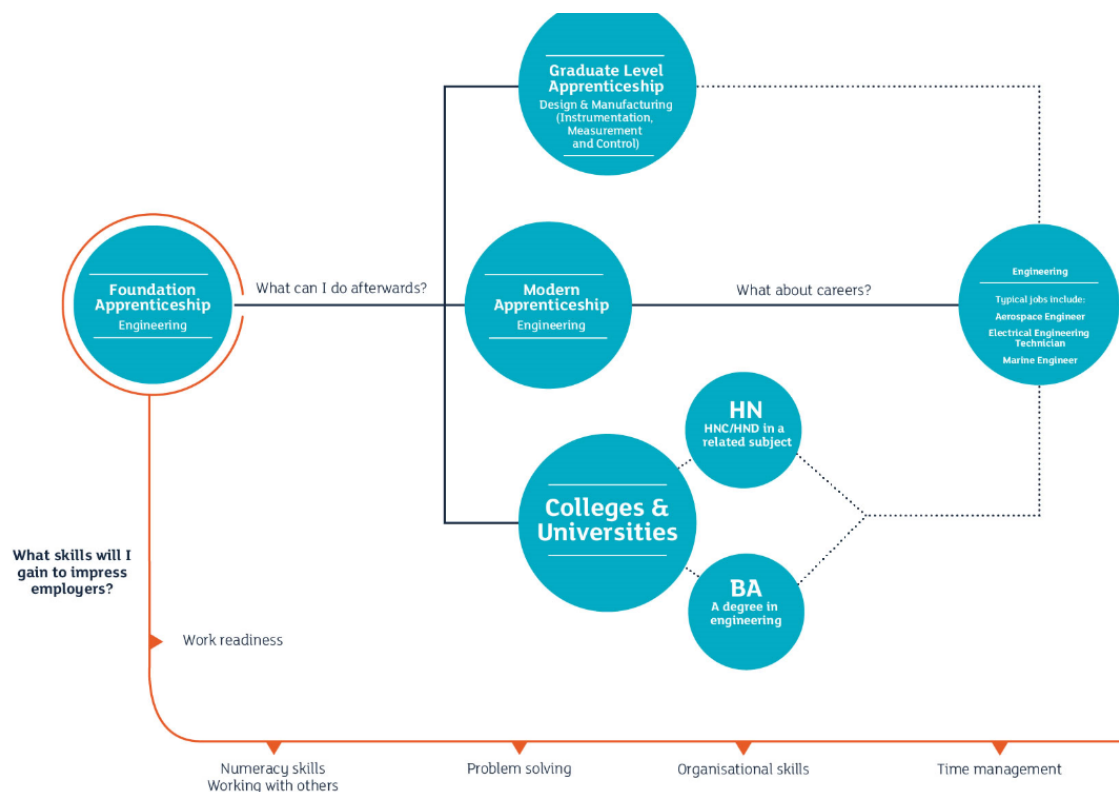 Graduate Level
Apprenticeship
Design & Manufacturing
(Instrumentation,
Measurement
and Control)
Foundation
Apprenticeship
Engineering
What can I do afterwards?
Modern
Apprenticeship
Engineering
What about careers?
Engineering
Typical jobs include:
Aerospace Engineer
Electrical Engineering
Technician
Marine Engineer
HN
HNC/HND in a
related subject
Colleges &
Universities
BA
A degree in
engineering
What skills will I
gain to impress
employers?
Work readiness
Numeracy skills
Working with others
Problem solving
Organisational skills
Time management